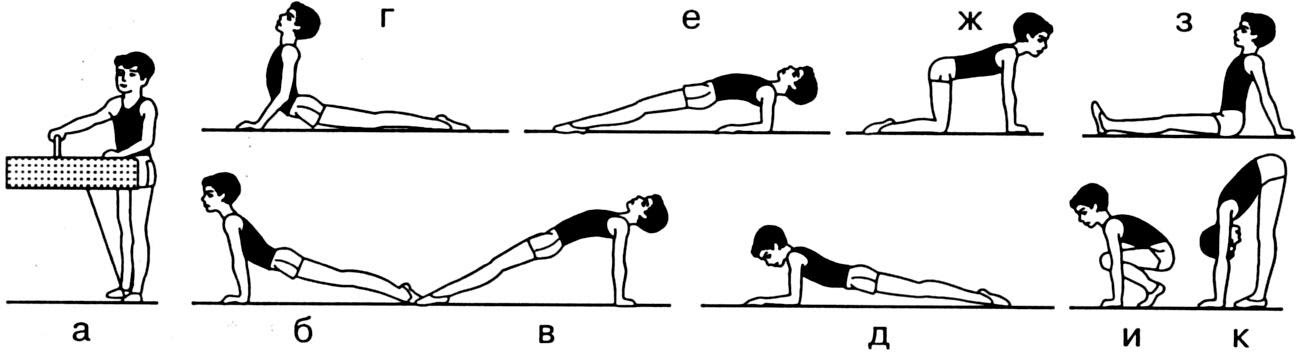 г е ж з
а б в д и к